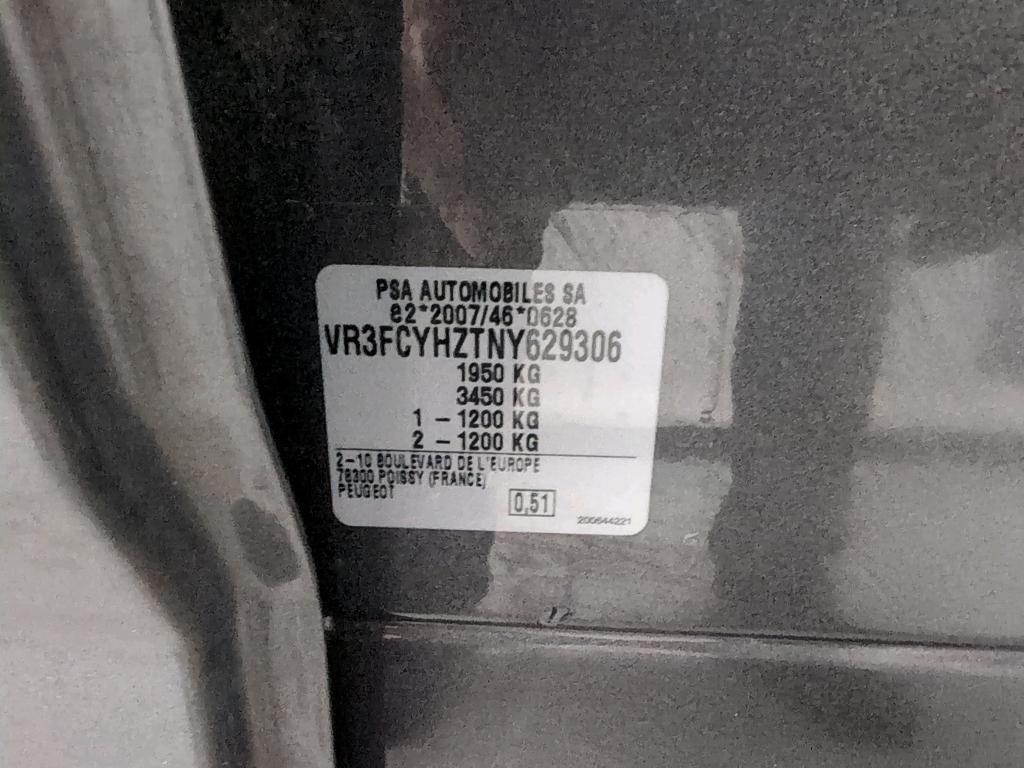 PSA AUTOMOBILES SA
e2*2007/46*0628
VR3FCYHZTNY629306
1950 KG
3450 KG
1 - 1200 KG
2 - 1200 KG
2-10 BOULEVARD DE L'EUROPE
78300 POISSY (FRANCE)
PEUGEOT
0,51
200644221